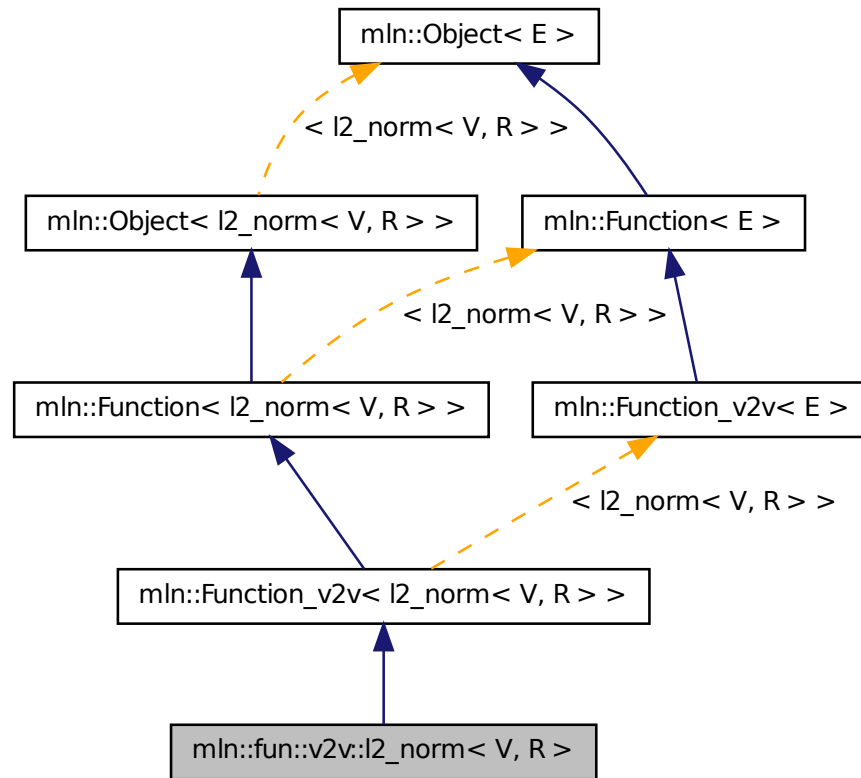 mln::Object< E >
< l2_norm< V, R > >
mln::Object< l2_norm< V, R > >
mln::Function< E >
< l2_norm< V, R > >
mln::Function< l2_norm< V, R > >
mln::Function_v2v< E >
< l2_norm< V, R > >
mln::Function_v2v< l2_norm< V, R > >
mln::fun::v2v::l2_norm< V, R >